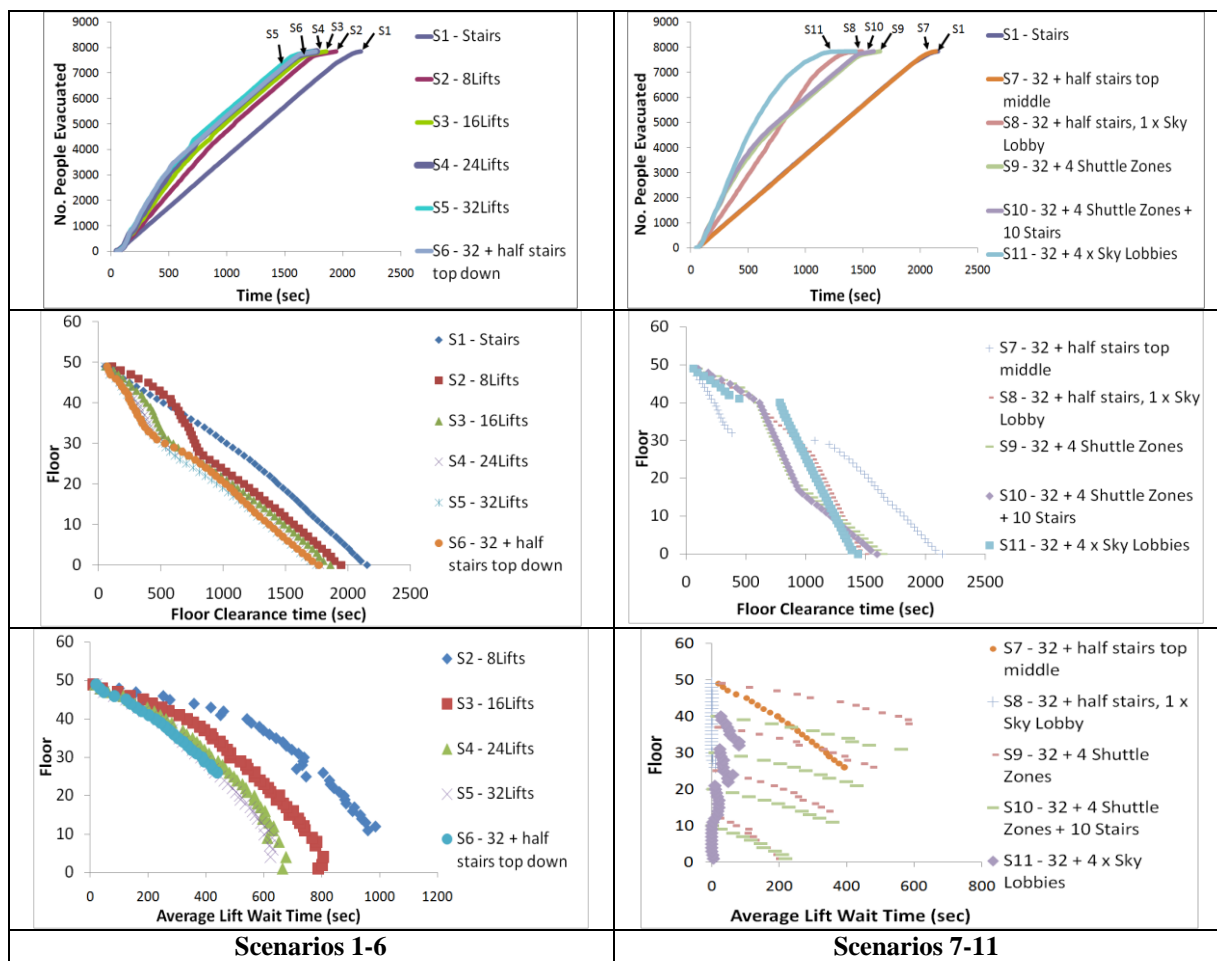 9000
8000
7000
6000
5000
4000
3000
2000
1000
0
No. People Evacuated
S5
S6
S4
S3
S2
S1
0
500
1000
1500
2000
2500
Time (sec)
S1 - Stairs
S2 - 8Lifts
S3 - 16Lifts
S4 - 24Lifts
S5 - 32Lifts
S6 - 32 + half stairs
top down
9000
8000
7000
6000
5000
4000
3000
2000
1000
0
No. People Evacuated
S11
S8
S10
S9
S7
S1
0
500
1000
1500
2000
2500
Time (sec)
S1 - Stairs
S7 - 32 + half stairs top
middle
S8 - 32 + half stairs, 1 x Sky
Lobby
S9 - 32 + 4 Shuttle Zones
S10 - 32 + 4 Shuttle Zones +
10 Stairs
S11 - 32 + 4 x Sky Lobbies
60
50
40
30
20
10
0
Floor
0
500
1000
1500
2000
2500
Floor Clearance time (sec)
S1 - Stairs
S2 - 8Lifts
S3 - 16Lifts
S4 - 24Lifts
S5 - 32Lifts
S6 - 32 + half
stairs top down
60
50
40
30
20
10
0
Floor
0
500
1000
1500
2000
2500
Floor Clearance time (sec)
S7 - 32 + half stairs top
middle
S8 - 32 + half stairs, 1 x Sky
Lobby
S9 - 32 + 4 Shuttle Zones
S10 - 32 + 4 Shuttle Zones
+ 10 Stairs
S11 - 32 + 4 x Sky Lobbies
60
50
40
30
20
10
0
Floor
0
200
400
600
800
1000
1200
Average Lift Wait Time (sec)
S2 - 8Lifts
S3 - 16Lifts
S4 - 24Lifts
S5 - 32Lifts
S6 - 32 + half
stairs top down
60
50
40
30
20
10
0
Floor
0
200
400
600
800
Average Lift Wait Time (sec)
S7 - 32 + half stairs top
middle
S8 - 32 + half stairs, 1 x
Sky Lobby
S9 - 32 + 4 Shuttle
Zones
S10 - 32 + 4 Shuttle
Zones + 10 Stairs
S11 - 32 + 4 x Sky
Lobbies
Scenarios 1-6
Scenarios 7-11